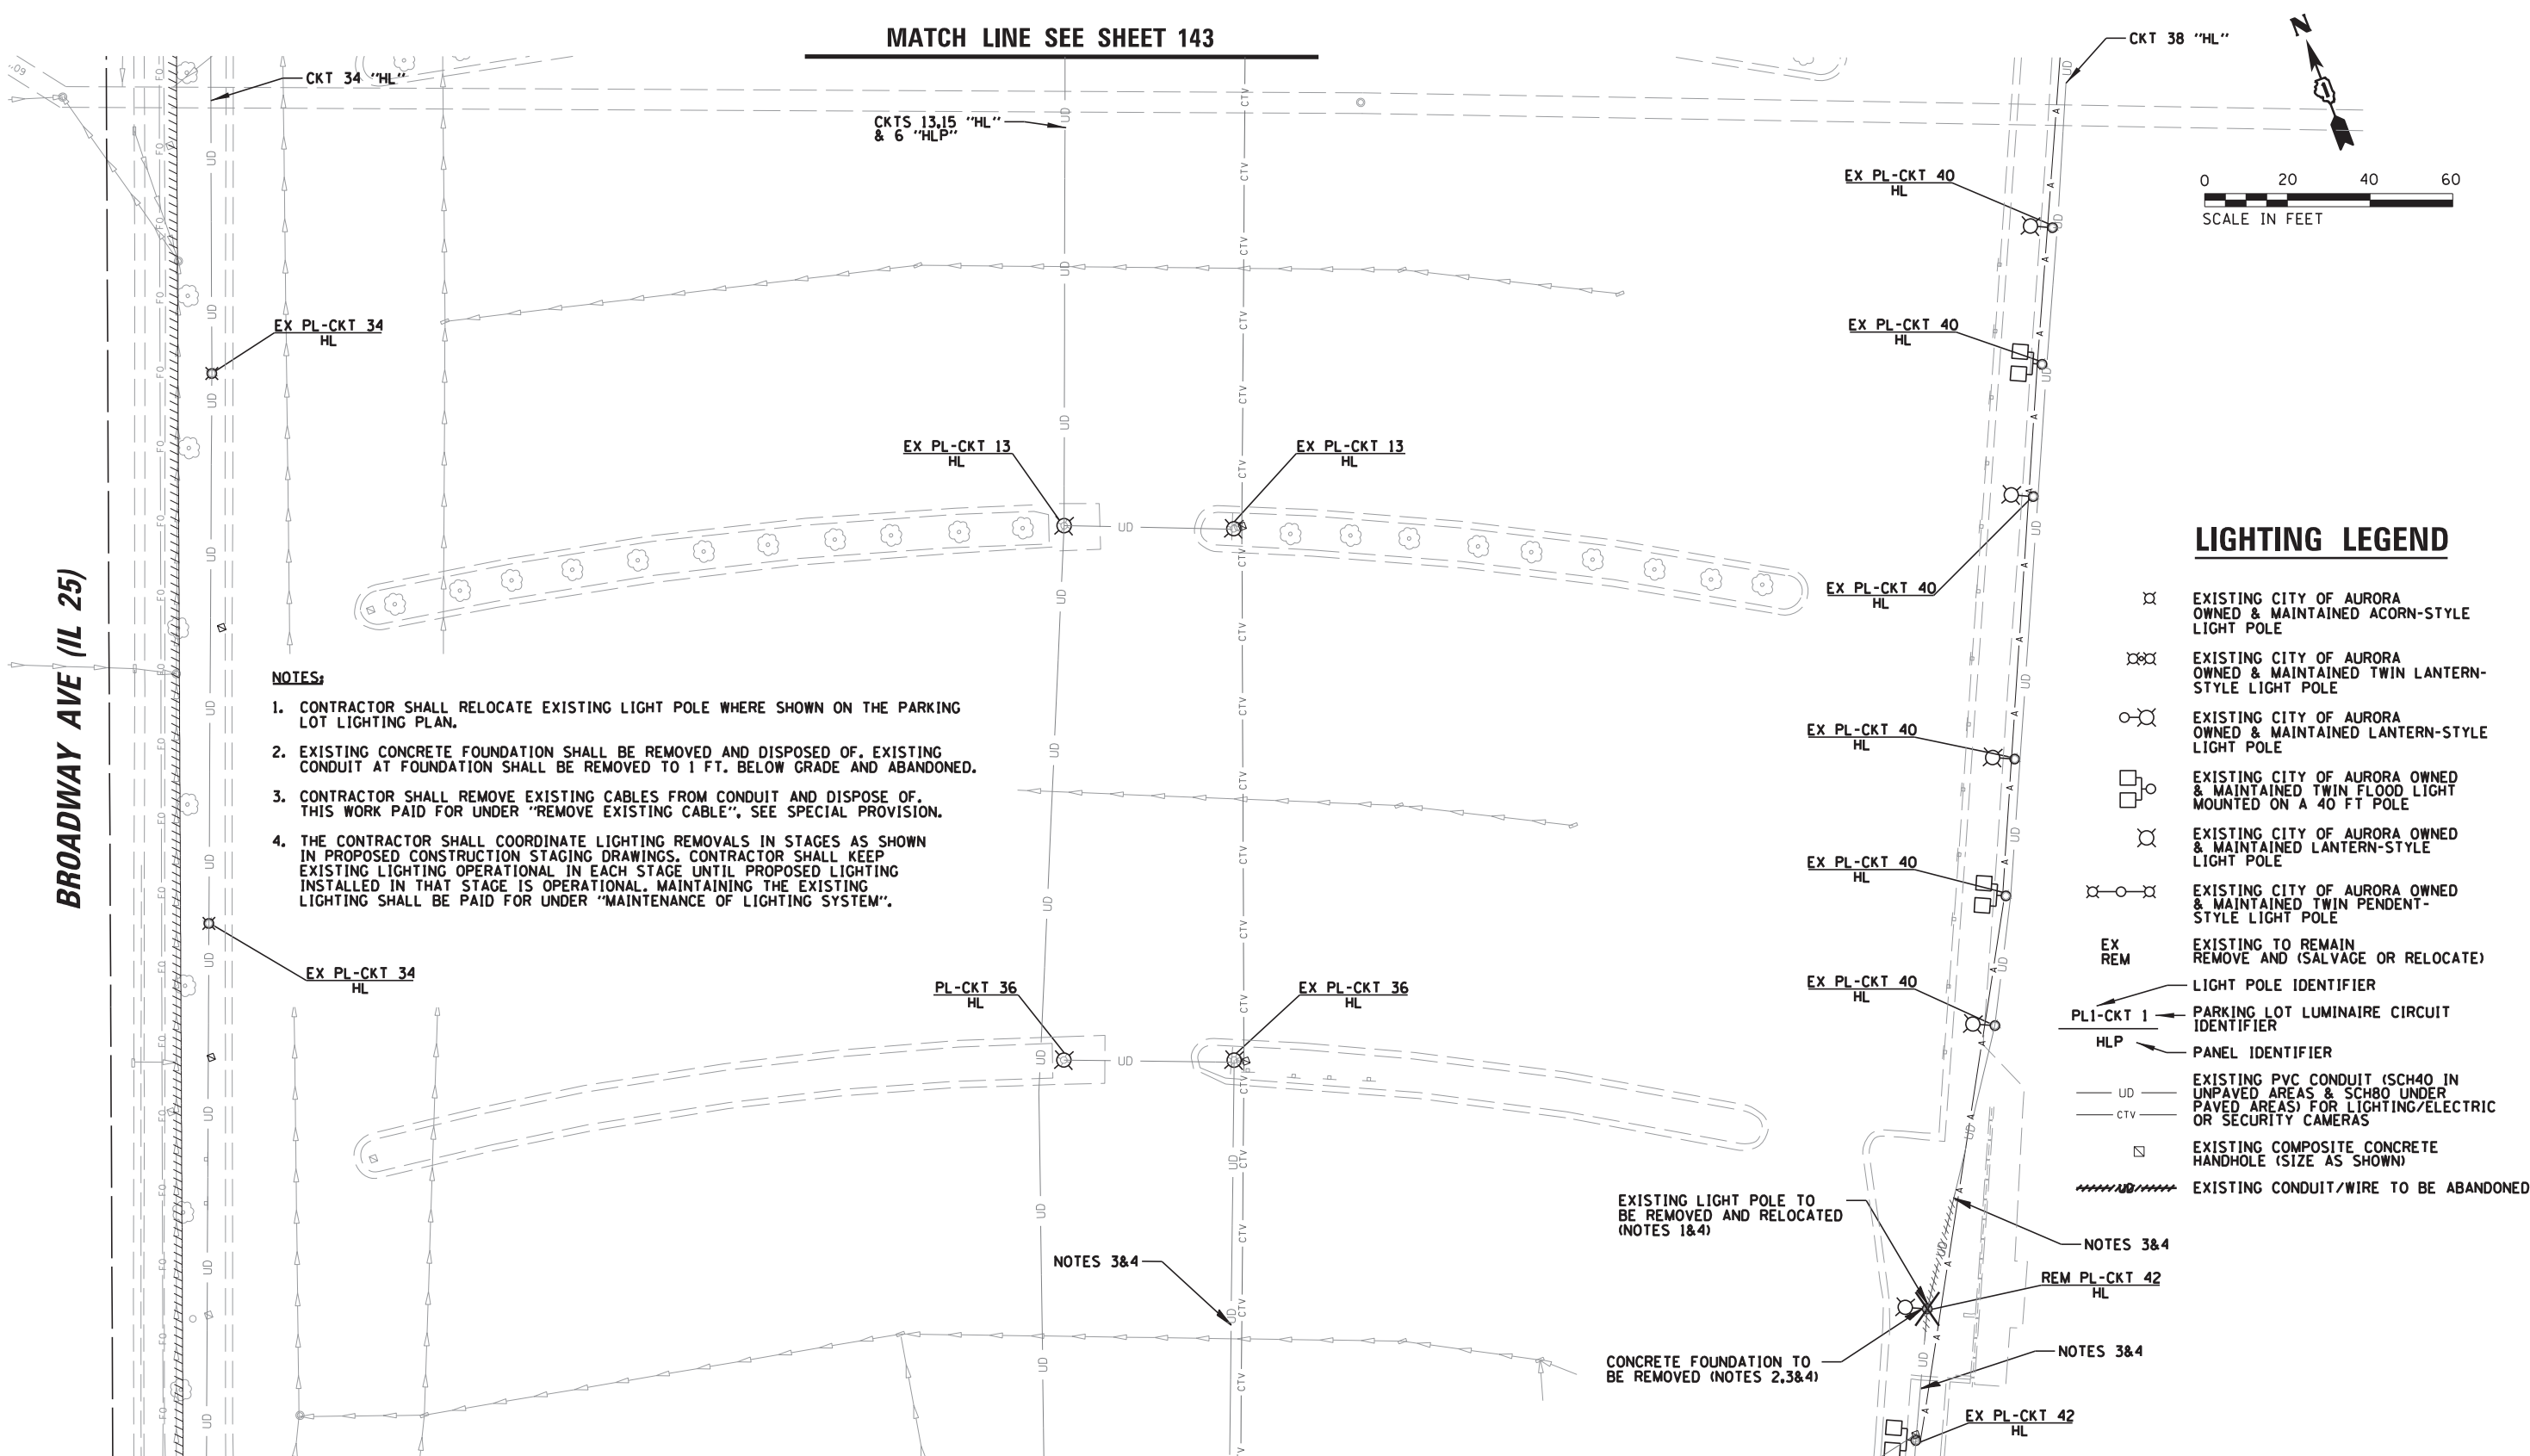 MATCH LINE SEE SHEET 143
CKT 34 "HL"
CKTS 13,15 "HL"
& 6 "HLP"
CKT 38 "HL"
N
0 20 40 60
SCALE IN FEET
EX PL-CKT 40
HL
EX PL-CKT 34
HL
EX PL-CKT 40
HL
EX PL-CKT 13
HL
EX PL-CKT 13
HL
EX PL-CKT 40
HL
BROADWAY AVE (IL 25)
NOTES:
1. CONTRACTOR SHALL RELOCATE EXISTING LIGHT POLE WHERE SHOWN ON THE PARKING
LOT LIGHTING PLAN.
2. EXISTING CONCRETE FOUNDATION SHALL BE REMOVED AND DISPOSED OF. EXISTING
CONDUIT AT FOUNDATION SHALL BE REMOVED TO 1 FT. BELOW GRADE AND ABANDONED.
3. CONTRACTOR SHALL REMOVE EXISTING CABLES FROM CONDUIT AND DISPOSE OF.
THIS WORK PAID FOR UNDER "REMOVE EXISTING CABLE", SEE SPECIAL PROVISION.
4. THE CONTRACTOR SHALL COORDINATE LIGHTING REMOVALS IN STAGES AS SHOWN
IN PROPOSED CONSTRUCTION STAGING DRAWINGS. CONTRACTOR SHALL KEEP
EXISTING LIGHTING OPERATIONAL IN EACH STAGE UNTIL PROPOSED LIGHTING
INSTALLED IN THAT STAGE IS OPERATIONAL. MAINTAINING THE EXISTING
LIGHTING SHALL BE PAID FOR UNDER "MAINTENANCE OF LIGHTING SYSTEM".
EX PL-CKT 40
HL
EX PL-CKT 40
HL
EX PL-CKT 34
HL
PL-CKT 36
HL
EX PL-CKT 36
HL
EX PL-CKT 40
HL
EXISTING LIGHT POLE TO
BE REMOVED AND RELOCATED
(NOTES 1&4)
NOTES 3&4
NOTES 3&4
REM PL-CKT 42
HL
CONCRETE FOUNDATION TO
BE REMOVED (NOTES 2,3&4)
NOTES 3&4
EX PL-CKT 42
HL
LIGHTING LEGEND
EXISTING CITY OF AURORA
OWNED & MAINTAINED ACORN-STYLE
LIGHT POLE
EXISTING CITY OF AURORA
OWNED & MAINTAINED TWIN LANTERN-
STYLE LIGHT POLE
EXISTING CITY OF AURORA
OWNED & MAINTAINED LANTERN-STYLE
LIGHT POLE
EXISTING CITY OF AURORA OWNED
& MAINTAINED TWIN FLOOD LIGHT
MOUNTED ON A 40 FT POLE
EXISTING CITY OF AURORA OWNED
& MAINTAINED LANTERN-STYLE
LIGHT POLE
EXISTING CITY OF AURORA OWNED
& MAINTAINED TWIN PENDENT-
STYLE LIGHT POLE
EX EXISTING TO REMAIN
REM REMOVE AND (SALVAGE OR RELOCATE)
LIGHT POLE IDENTIFIER
PL1-CKT 1 PARKING LOT LUMINAIRE CIRCUIT
IDENTIFIER
HLP PANEL IDENTIFIER
UD CTV EXISTING PVC CONDUIT (SCH40 IN
UNPAVED AREAS & SCH80 UNDER
PAVED AREAS) FOR LIGHTING/ELECTRIC
OR SECURITY CAMERAS
EXISTING COMPOSITE CONCRETE
HANDHOLE (SIZE AS SHOWN)
UD EXISTING CONDUIT/WIRE TO BE ABANDONED